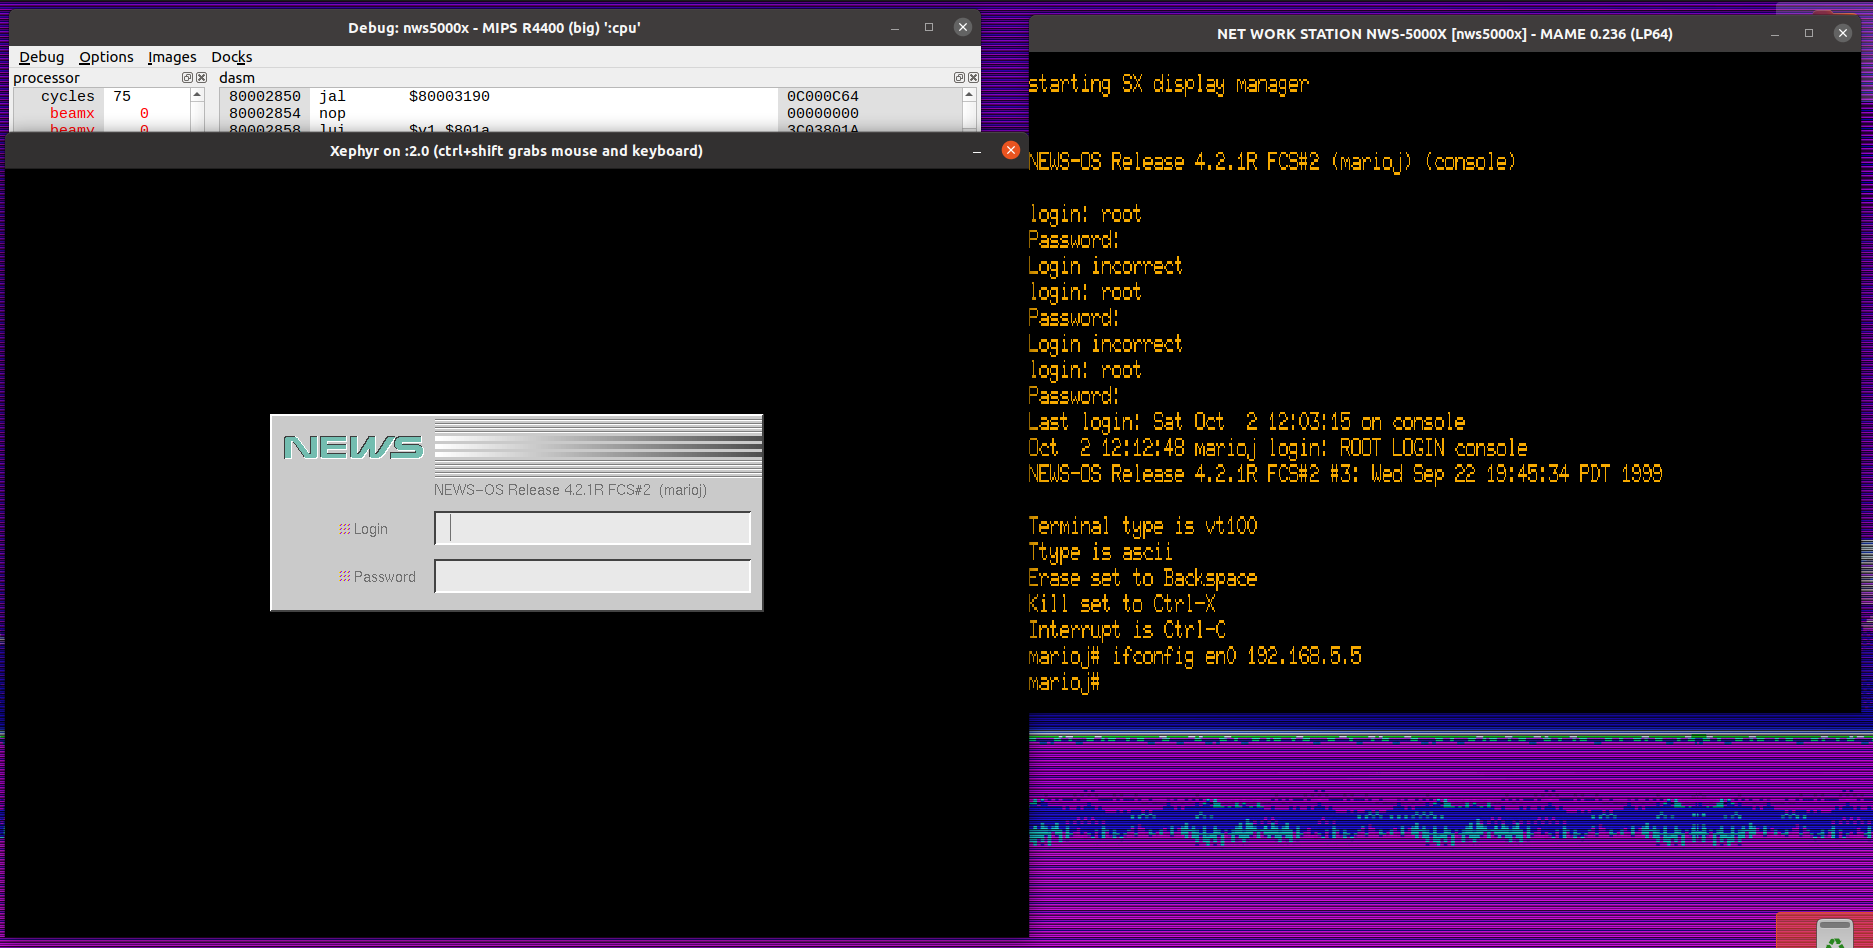 Debug: nws5000x - MIPS R4400 (big) ':cpu'
Debug Options Images Docks
processor
cycles 75
beamx 0
beamy 0
dasm
80002850 jal $80003190 0C000C64
80002854 nop 00000000
80002858 lui $v1,$801a 3C03801A
Xephyr on :2.0 (ctrl+shift grabs mouse and keyboard)
NEWS
NEWS-OS Release 4.2.1R FCS#2 (marioj)
Login
Password
NET WORK STATION NWS-5000X [nws5000x] - MAME 0.236 (LP64)
starting SX display manager
NEWS-OS Release 4.2.1R FCS#2 (marioj) (console)
login: root
Password:
Login incorrect
login: root
Password:
Login incorrect
login: root
Password:
Last login: Sat Oct  2 12:03:15 on console
Oct  2 12:12:48 marioj login: ROOT LOGIN console
NEWS-OS Release 4.2.1R FCS#2 #3: Wed Sep 22 19:45:34 PDT 1999
Terminal type is vt100
Ttype is ascii
Erase set to Backspace
Kill set to Ctrl-X
Interrupt is Ctrl-C
marioj# ifconfig en0 192.168.5.5
marioj#